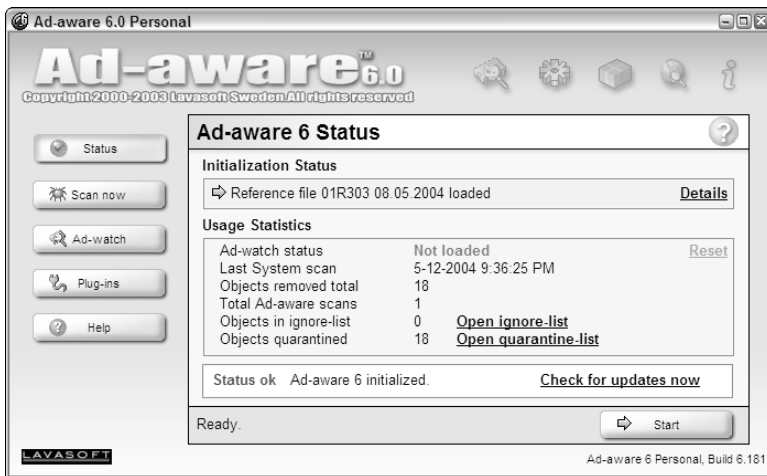 Ad-aware 6.0 Personal
Ad-aware 6.0™
Copyright 2000-2003 Lavasoft Sweden. All rights reserved
Status
Scan now
Ad-watch
Plug-ins
Help
Ad-aware 6 Status
Initialization Status
Reference file 01R303 08.05.2004 loaded Details
Usage Statistics
Ad-watch status Not loaded Reset
Last System scan 5-12-2004 9:36:25 PM
Objects removed total 18
Total Ad-aware scans 1
Objects in ignore-list 0 Open ignore-list
Objects quarantined 18 Open quarantine-list
Status ok Ad-aware 6 initialized. Check for updates now
Ready. Start
LAVASOFT
Ad-aware 6 Personal, Build 6.181